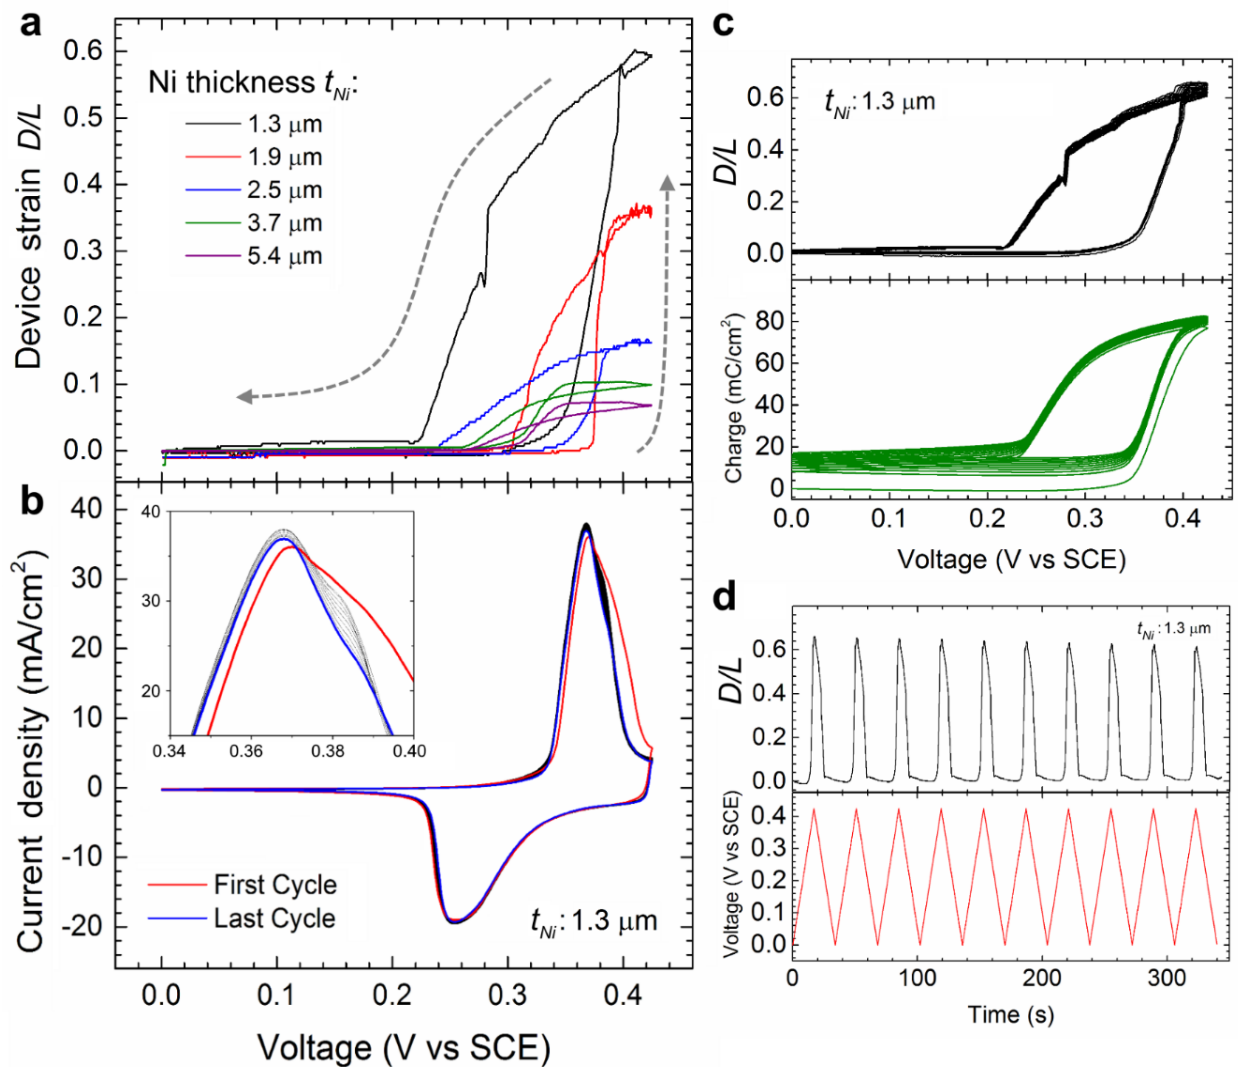 a
0.6
0.5
0.4
0.3
0.2
0.1
0.0
Device strain D/L
Ni thickness tNi:
1.3 μm
1.9 μm
2.5 μm
3.7 μm
5.4 μm
b
40
30
20
10
0
-10
-20
Current density (mA/cm²)
40
30
20
0.34
0.36
0.38
0.40
First Cycle
Last Cycle
tNi: 1.3 μm
0.0
0.1
0.2
0.3
0.4
Voltage (V vs SCE)
c
0.6
0.4
0.2
0.0
D/L
tNi: 1.3 μm
80
60
40
20
0
Charge (mC/cm²)
0.0
0.1
0.2
0.3
0.4
Voltage (V vs SCE)
d
0.6
0.4
0.2
0.0
D/L
tNi: 1.3 μm
0.4
0.3
0.2
0.1
0.0
Voltage (V vs SCE)
0
100
200
300
Time (s)